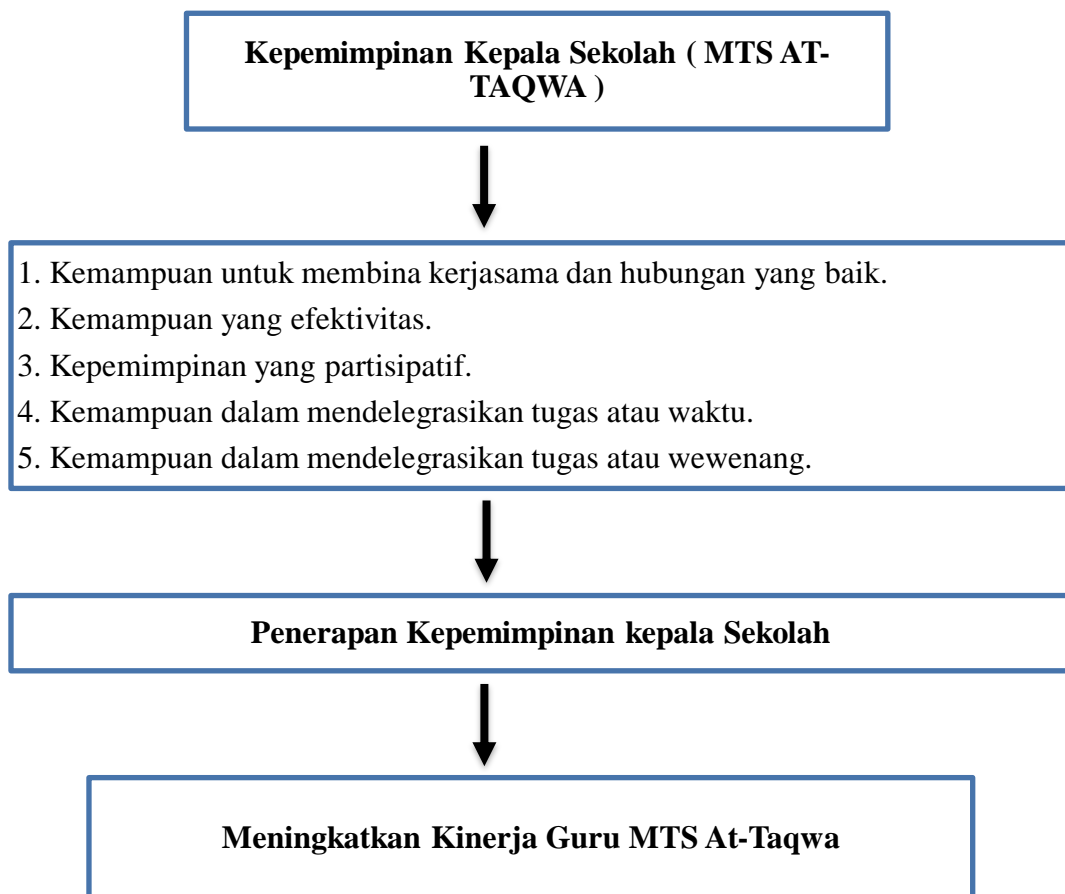 Kepemimpinan Kepala Sekolah ( MTS AT-
TAQWA )
1. Kemampuan untuk membina kerjasama dan hubungan yang baik.
2. Kemampuan yang efektivitas.
3. Kepemimpinan yang partisipatif.
4. Kemampuan dalam mendelegrasikan tugas atau waktu.
5. Kemampuan dalam mendelegrasikan tugas atau wewenang.
Penerapan Kepemimpinan kepala Sekolah
Meningkatkan Kinerja Guru MTS At-Taqwa